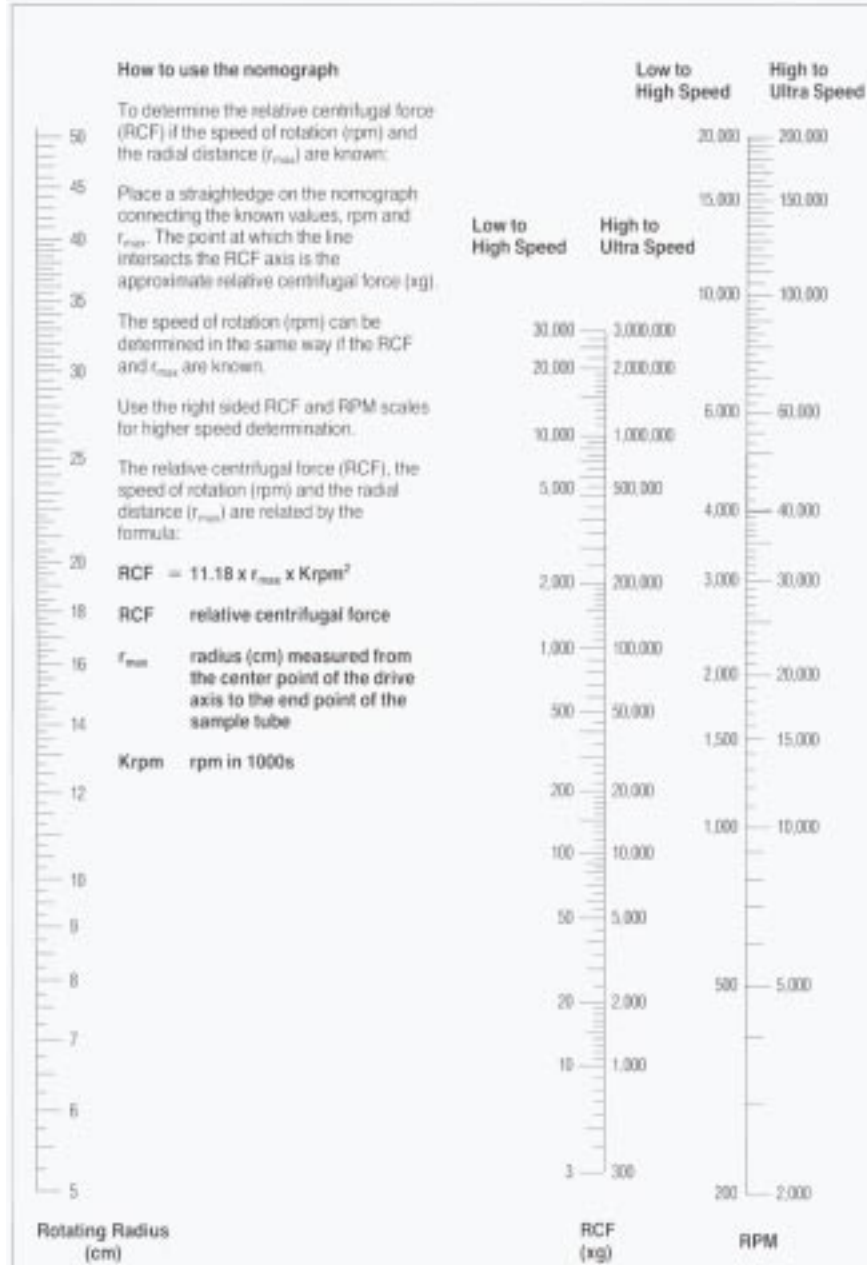 How to use the nomograph
To determine the relative centrifugal force
(RCF) if the speed of rotation (rpm) and
the radial distance (rmax) are known:
Place a straightedge on the nomograph
connecting the known values, rpm and
rmax. The point at which the line
intersects the RCF axis is the
approximate relative centrifugal force (xg).
The speed of rotation (rpm) can be
determined in the same way if the RCF
and rmax are known.
Use the right sided RCF and RPM scales
for higher speed determination.
The relative centrifugal force (RCF), the
speed of rotation (rpm) and the radial
distance (rmax) are related by the
formula:
RCF = 11.18 x rmax x Krpm²
RCF relative centrifugal force
rmax radius (cm) measured from
the center point of the drive
axis to the end point of the
sample tube
Krpm rpm in 1000s
50
45
40
35
30
25
20
18
16
14
12
10
9
8
7
6
5
Rotating Radius
(cm)
Low to
High Speed
High to
Ultra Speed
30,000 3,000,000
20,000 2,000,000
10,000 1,000,000
5,000 500,000
2,000 200,000
1,000 100,000
500 50,000
200 20,000
100 10,000
50 5,000
20 2,000
10 1,000
3 300
RCF
(xg)
Low to
High Speed
High to
Ultra Speed
20,000 200,000
15,000 150,000
10,000 100,000
6,000 60,000
4,000 40,000
3,000 30,000
2,000 20,000
1,500 15,000
1,000 10,000
500 5,000
200 2,000
RPM